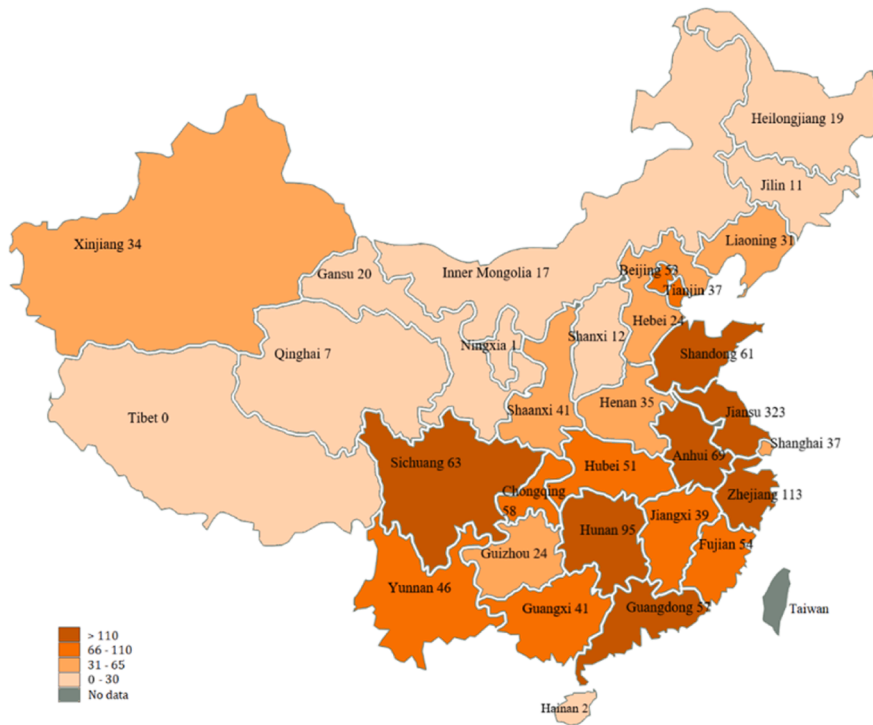 Heilongjiang 19
Jilin 11
Liaoning 31
Xinjiang 34
Gansu 20
Inner Mongolia 17
Beijing 53
Tianjin 37
Hebei 24
Shanxi 12
Ningxia 1
Qinghai 7
Shandong 61
Tibet 0
Shaanxi 41
Henan 35
Jiansu 323
Shanghai 37
Anhui 69
Sichuang 63
Hubei 51
Chongqing
58
Zhejiang 113
Jiangxi 39
Hunan 95
Fujian 54
Guizhou 24
Yunnan 46
Guangxi 41
Guangdong 52
Taiwan
Hainan 2
> 110
66 - 110
31 - 65
0 - 30
No data